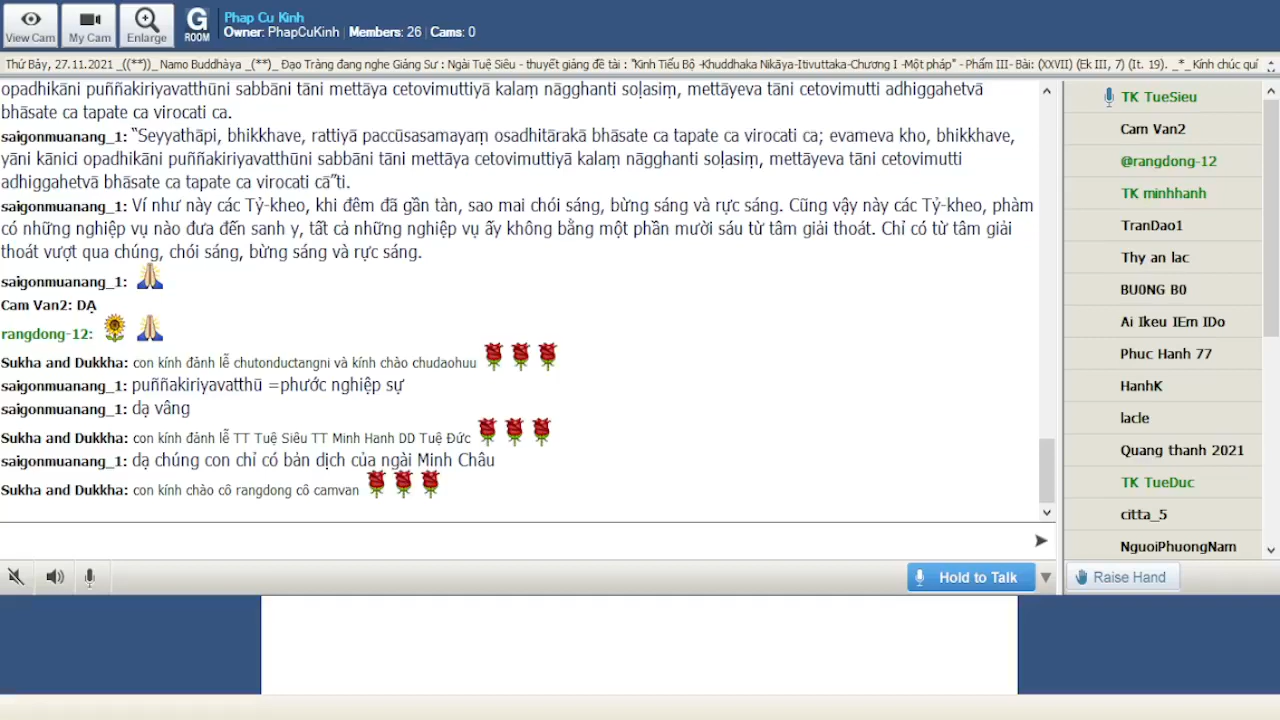 View Cam
My Cam
Enlarge
G
ROOM
Phap Cu Kinh
Owner: PhapCuKinh | Members: 26 | Cams: 0
Thứ Bảy, 27.11.2021 _((**))_ Namo Buddhàya _(**)_ Đạo Tràng đang nghe Giảng Sư : Ngài Tuệ Siêu - thuyết giảng đề tài : "Kinh Tiểu Bộ -Khuddhaka Nikāya-Itivuttaka-Chương I -Một pháp" - Phẩm III- Bài: (XXVII) (Ek III, 7) (It. 19). _*_ Kính chúc quí
opadhikāni puññakiriyavatthūni sabbāni tāni mettāya cetovimuttiyā kalaṃ nāgghanti soḷasiṃ, mettāyeva tāni cetovimutti adhiggahetvā
bhāsate ca tapate ca virocati ca.
saigonmuanang_1: "Seyyathāpi, bhikkhave, rattiyā paccūsasamayaṃ osadhitārakā bhāsate ca tapate ca virocati ca; evameva kho, bhikkhave,
yāni kānici opadhikāni puññakiriyavatthūni sabbāni tāni mettāya cetovimuttiyā kalaṃ nāgghanti soḷasiṃ, mettāyeva tāni cetovimutti
adhiggahetvā bhāsate ca tapate ca virocati cā"ti.
saigonmuanang_1: Ví như này các Tỷ-kheo, khi đêm đã gần tàn, sao mai chói sáng, bừng sáng và rực sáng. Cũng vậy này các Tỷ-kheo, phàm
có những nghiệp vụ nào đưa đến sanh y, tất cả những nghiệp vụ ấy không bằng một phần mười sáu từ tâm giải thoát. Chỉ có từ tâm giải
thoát vượt qua chúng, chói sáng, bừng sáng và rực sáng.
saigonmuanang_1:
Cam Van2: DẠ
rangdong-12:
Sukha and Dukkha: con kính đảnh lễ chutonductangni và kính chào chudaohuu
saigonmuanang_1: puññakiriyavatthū =phước nghiệp sự
saigonmuanang_1: dạ vâng
Sukha and Dukkha: con kính đảnh lễ TT Tuệ Siêu TT Minh Hanh DD Tuệ Đức
saigonmuanang_1: dạ chúng con chỉ có bản dịch của ngài Minh Châu
Sukha and Dukkha: con kính chào cô rangdong cô camvan
TK TueSieu
Cam Van2
@rangdong-12
TK minhhanh
TranDao1
Thy an lac
BU0NG B0
Ai Ikeu IEm IDo
Phuc Hanh 77
HanhK
lacle
Quang thanh 2021
TK TueDuc
citta_5
NguoiPhuongNam
Hold to Talk
Raise Hand